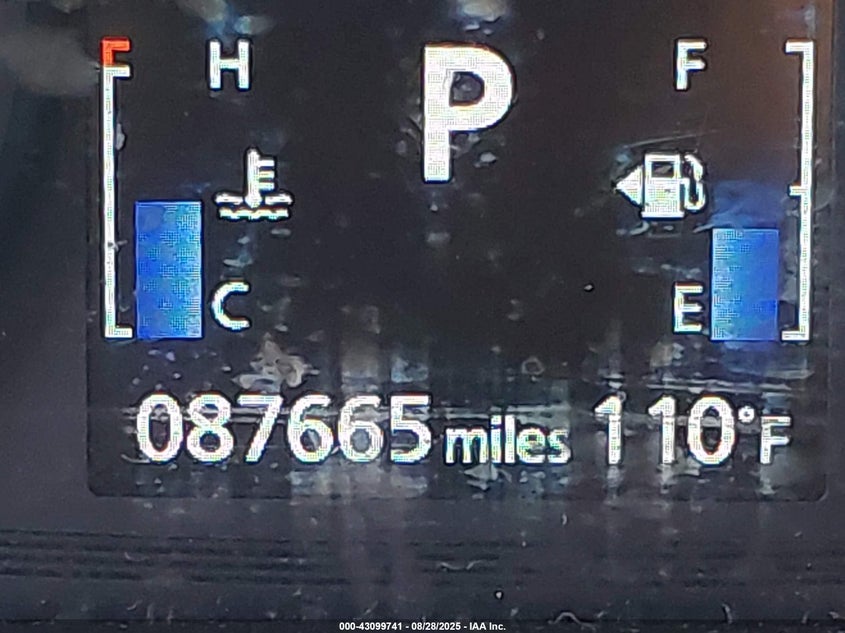 H P F
C E
087665 miles 110°F
000-43099741 - 08/28/2025 - IAA Inc.